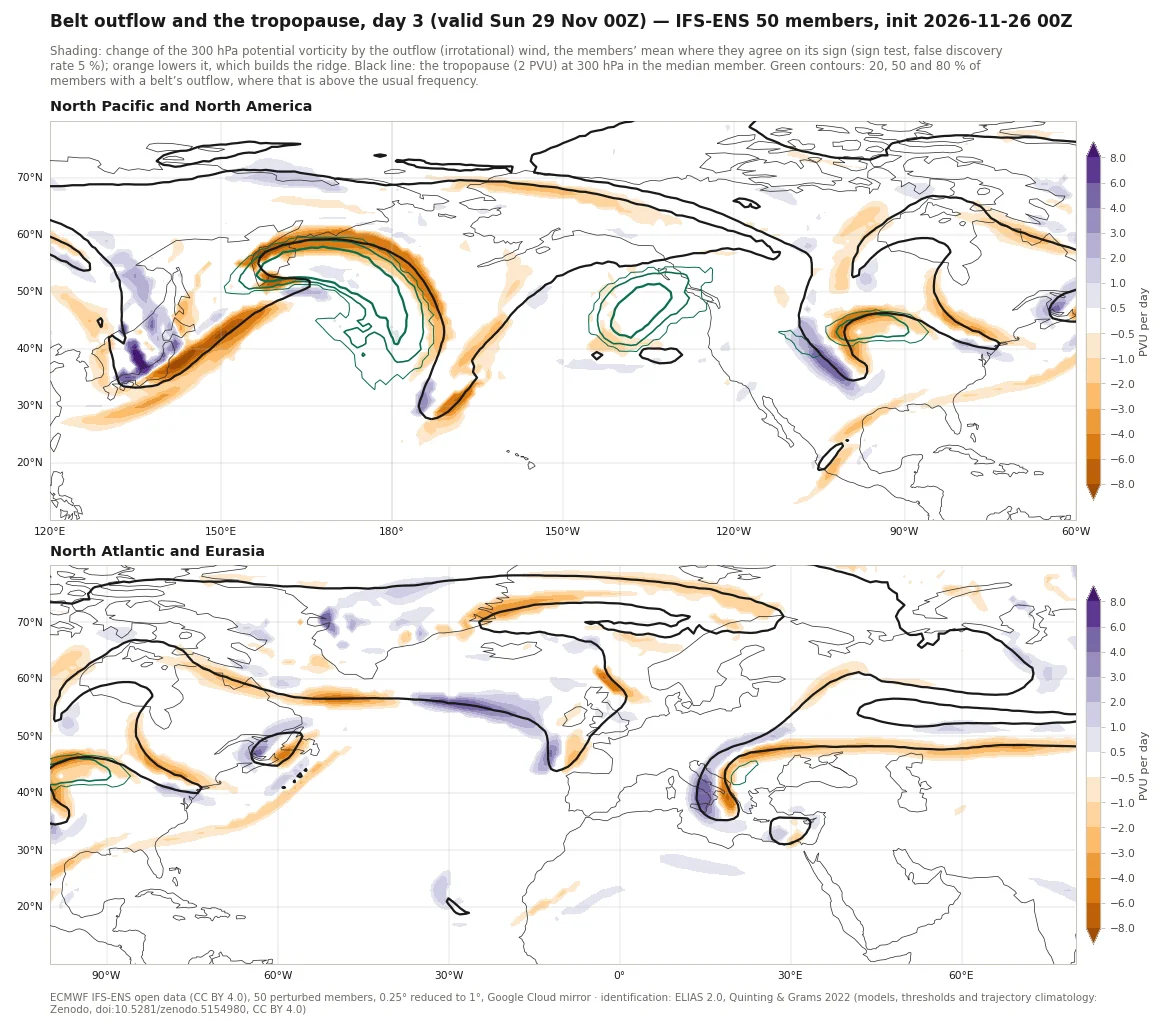 Belt outflow and the tropopause, day 3 (valid Sun 29 Nov 00Z) — IFS-ENS 50 members, init 2026-11-26 00Z
Shading: change of the 300 hPa potential vorticity by the outflow (irrotational) wind, the members’ mean where they agree on its sign (sign test, false discovery
rate 5 %); orange lowers it, which builds the ridge. Black line: the tropopause (2 PVU) at 300 hPa in the median member. Green contours: 20, 50 and 80 % of
members with a belt’s outflow, where that is above the usual frequency.
North Pacific and North America
70°N
60°N
50°N
40°N
30°N
20°N
120°E 150°E 180° 150°W 120°W 90°W 60°W
8.0
6.0
4.0
3.0
2.0
1.0
0.5
−0.5
−1.0
−2.0
−3.0
−4.0
−6.0
−8.0
PVU per day
North Atlantic and Eurasia
70°N
60°N
50°N
40°N
30°N
20°N
90°W 60°W 30°W 0° 30°E 60°E
8.0
6.0
4.0
3.0
2.0
1.0
0.5
−0.5
−1.0
−2.0
−3.0
−4.0
−6.0
−8.0
PVU per day
ECMWF IFS-ENS open data (CC BY 4.0), 50 perturbed members, 0.25° reduced to 1°, Google Cloud mirror · identification: ELIAS 2.0, Quinting & Grams 2022 (models, thresholds and trajectory climatology:
Zenodo, doi:10.5281/zenodo.5154980, CC BY 4.0)